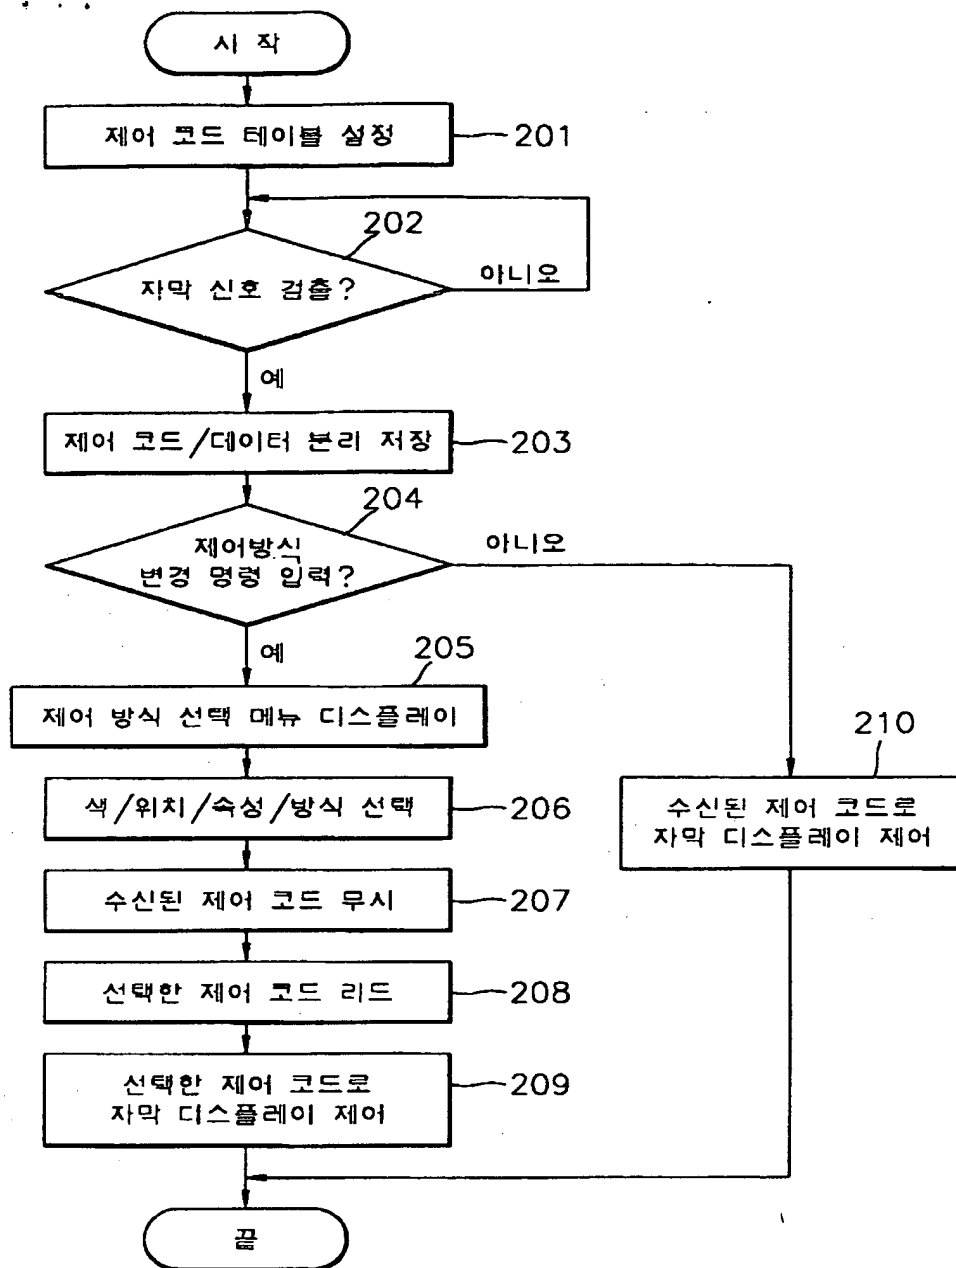 시 작
제어 코드 테이블 설정
201
202
자막 신호 검출?
아니오
예
제어 코드/데이터 분리 저장
203
204
제어방식
변경 명령 입력?
아니오
예
205
제어 방식 선택 메뉴 디스플레이
색/위치/속성/방식 선택
206
210
수신된 제어 코드로
자막 디스플레이 제어
수신된 제어 코드 무시
207
선택한 제어 코드 리드
208
선택한 제어 코드로
자막 디스플레이 제어
209
끝